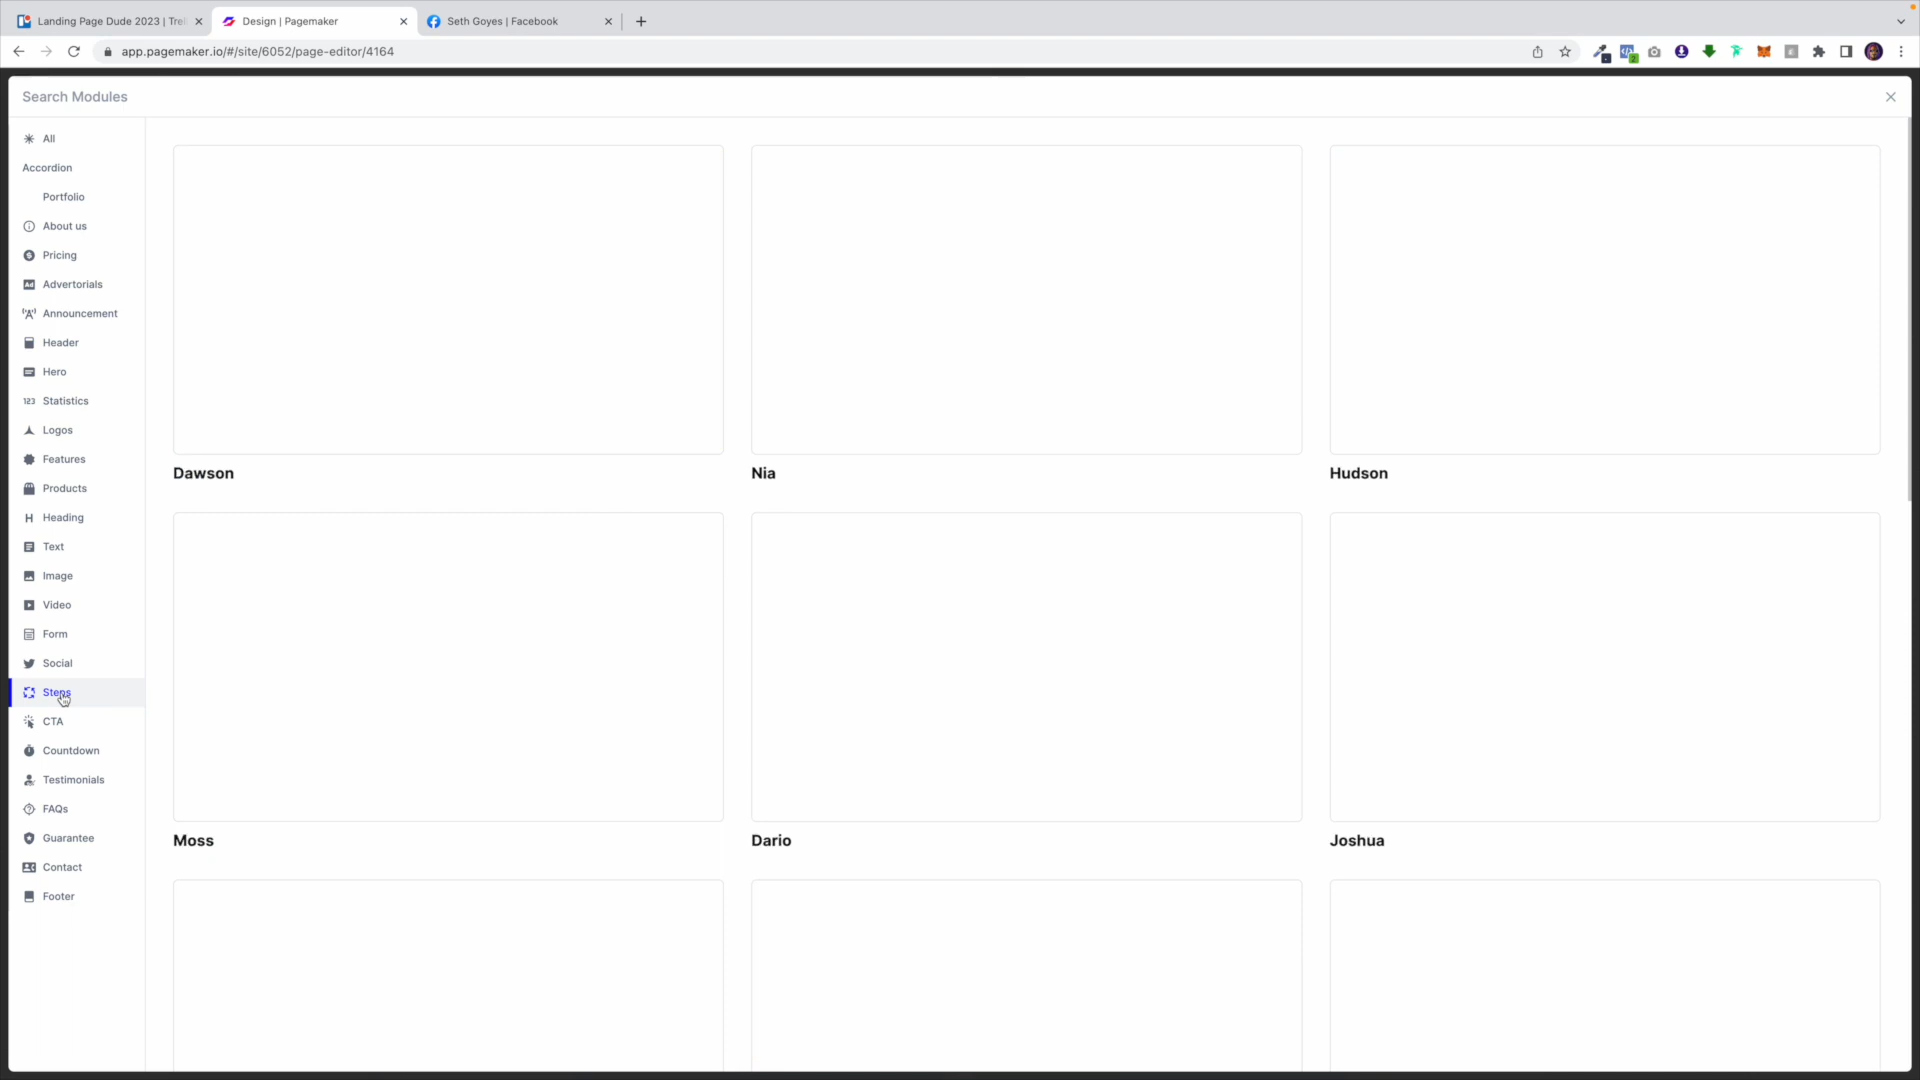 Landing Page Dude 2023 | Trel
Design | Pagemaker
Seth Goyes | Facebook
app.pagemaker.io/#/site/6052/page-editor/4164
Search Modules
All
Accordion
Portfolio
About us
Pricing
Advertorials
Announcement
Header
Hero
Statistics
Logos
Features
Products
Heading
Text
Image
Video
Form
Social
Steps
CTA
Countdown
Testimonials
FAQs
Guarantee
Contact
Footer
Dawson
Nia
Hudson
Moss
Dario
Joshua